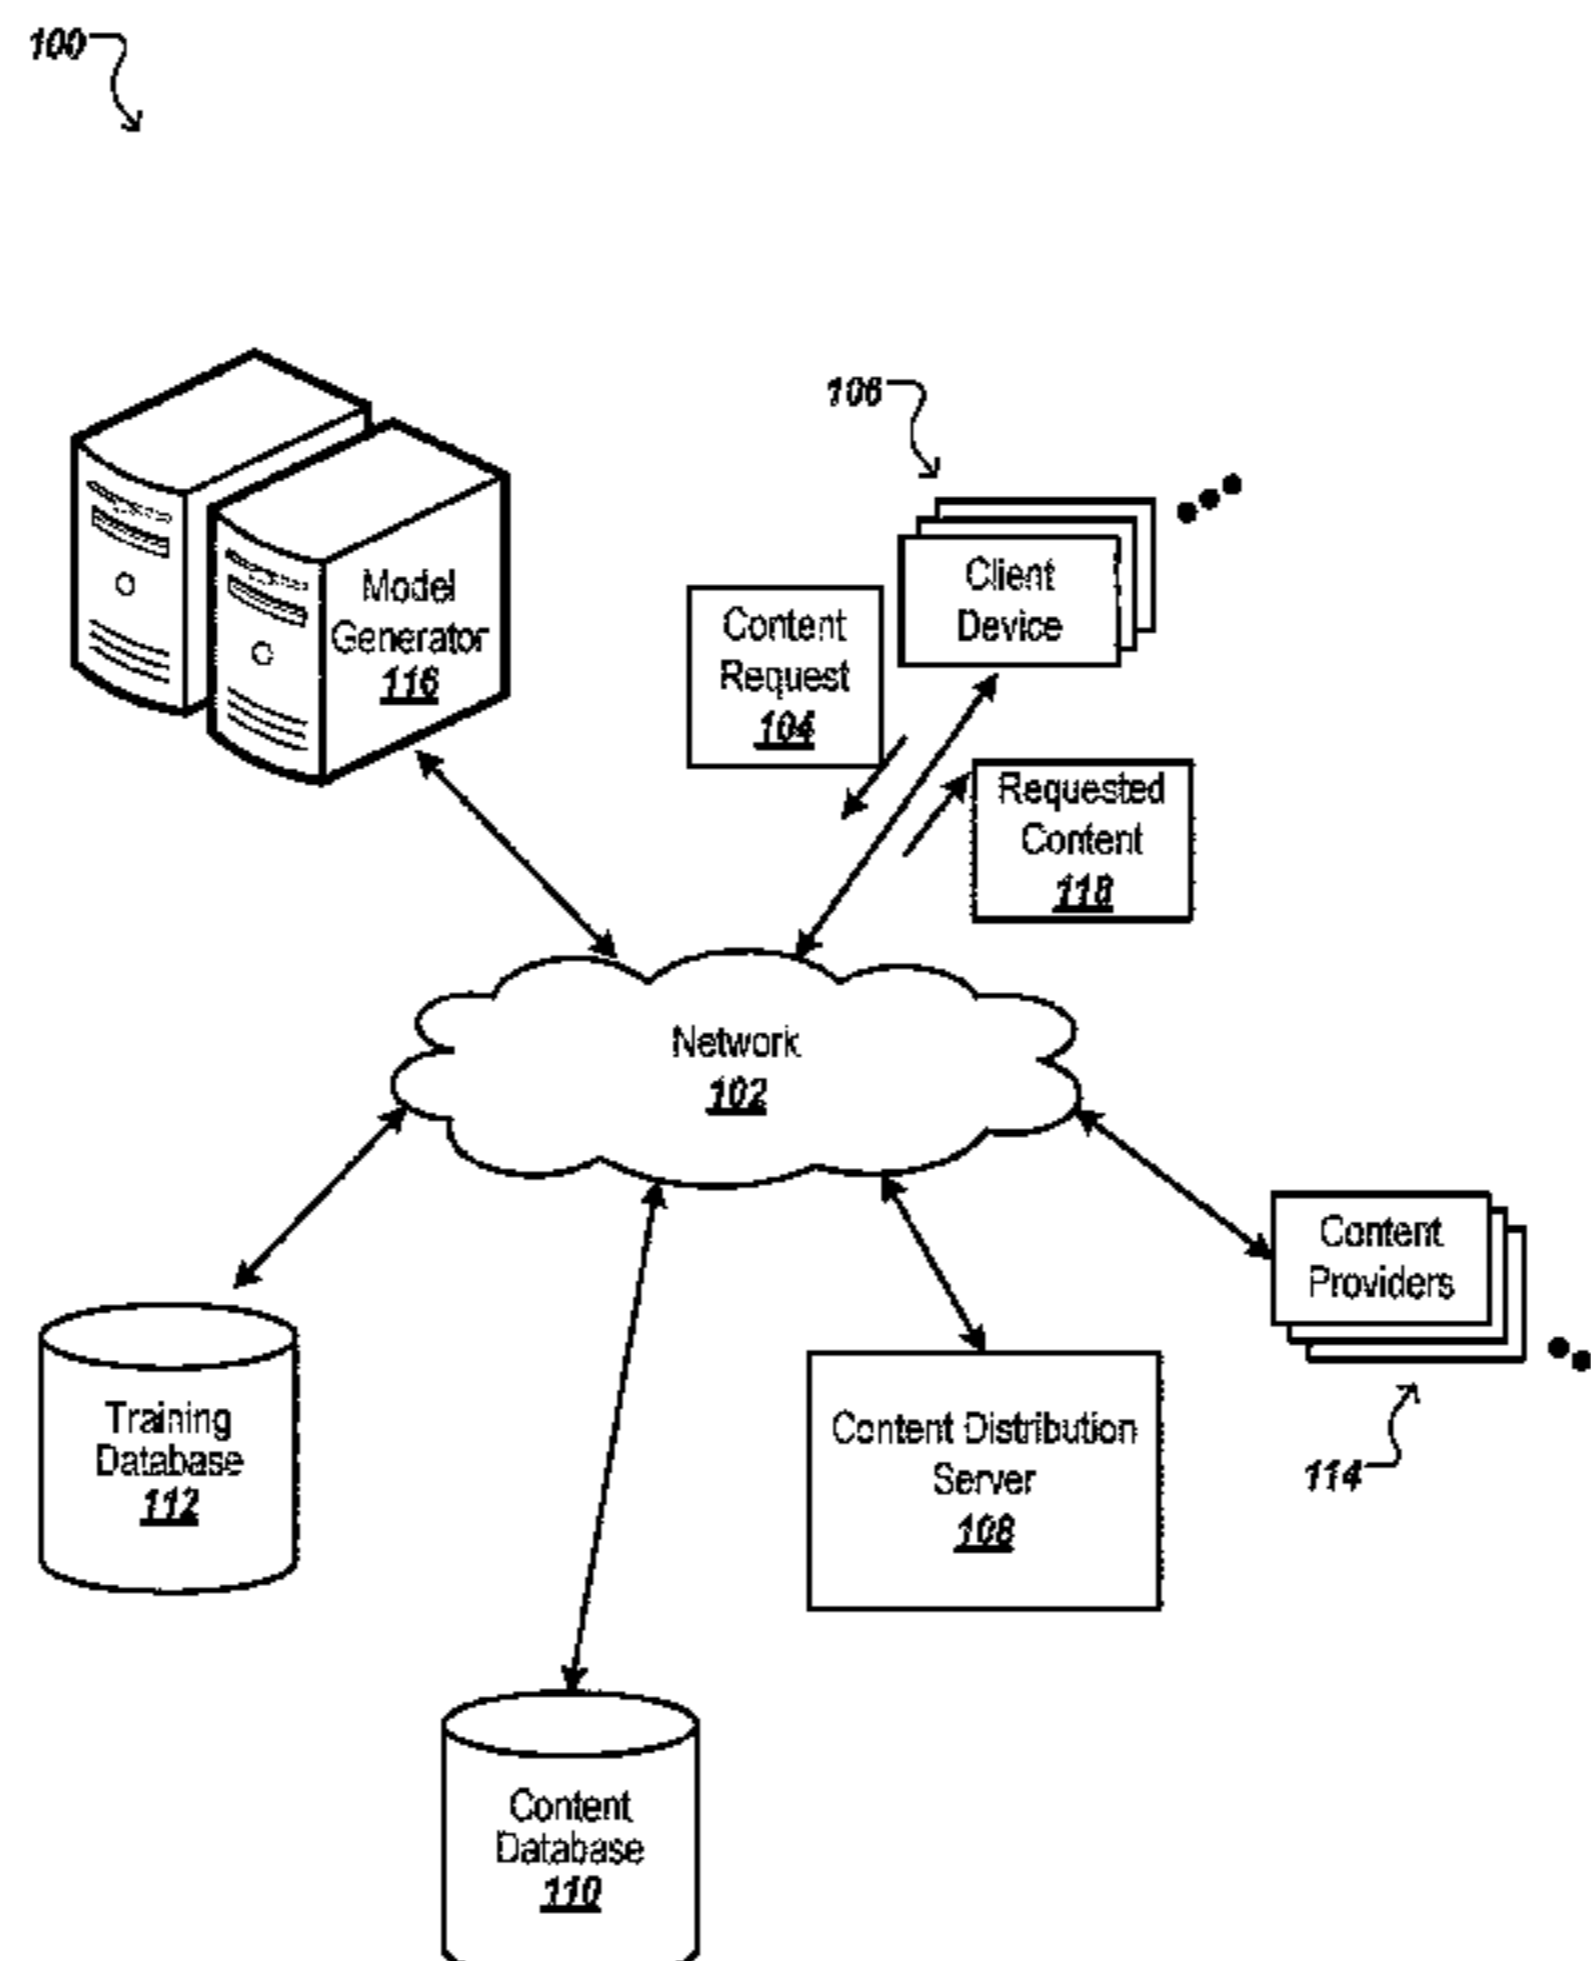 100
106
Client
Device
Content
Request
104
Model
Generator
116
Requested
Content
118
Network
102
Content
Providers
114
Training
Database
112
Content Distribution
Server
108
Content
Database
110